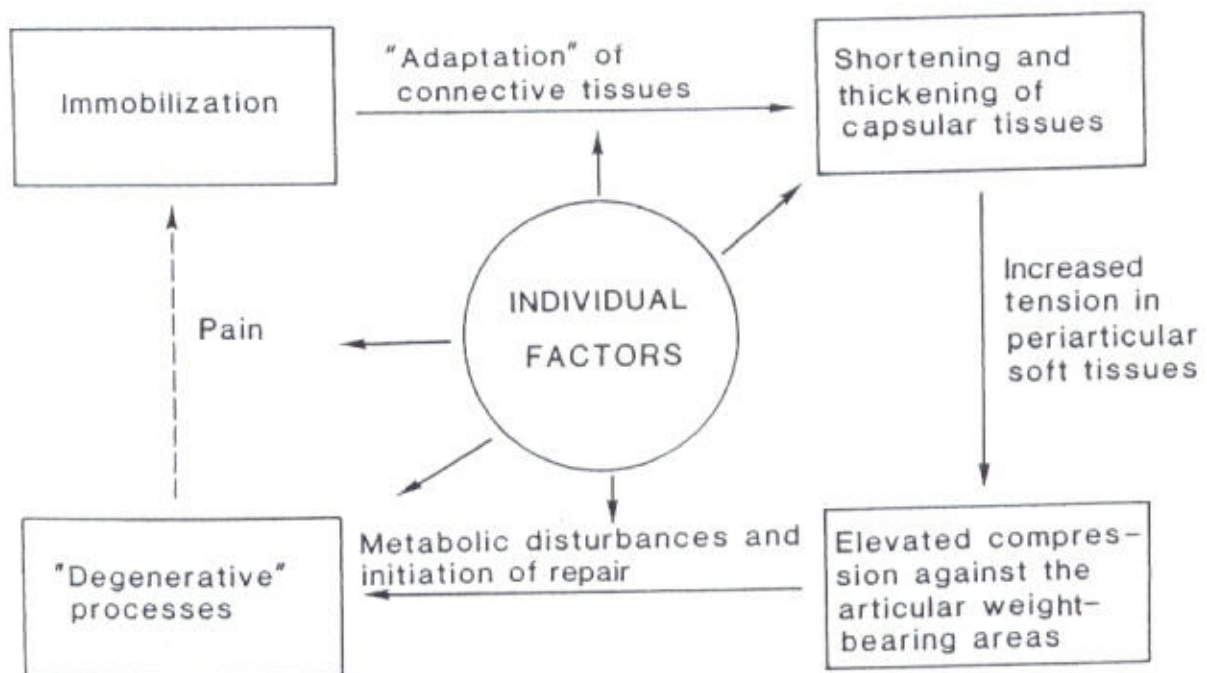 Immobilization
"Adaptation" of
connective tissues
Shortening and
thickening of
capsular tissues
INDIVIDUAL
FACTORS
Increased
tension in
periarticular
soft tissues
Pain
"Degenerative"
processes
Metabolic disturbances and
initiation of repair
Elevated compres-
sion against the
articular weight-
bearing areas